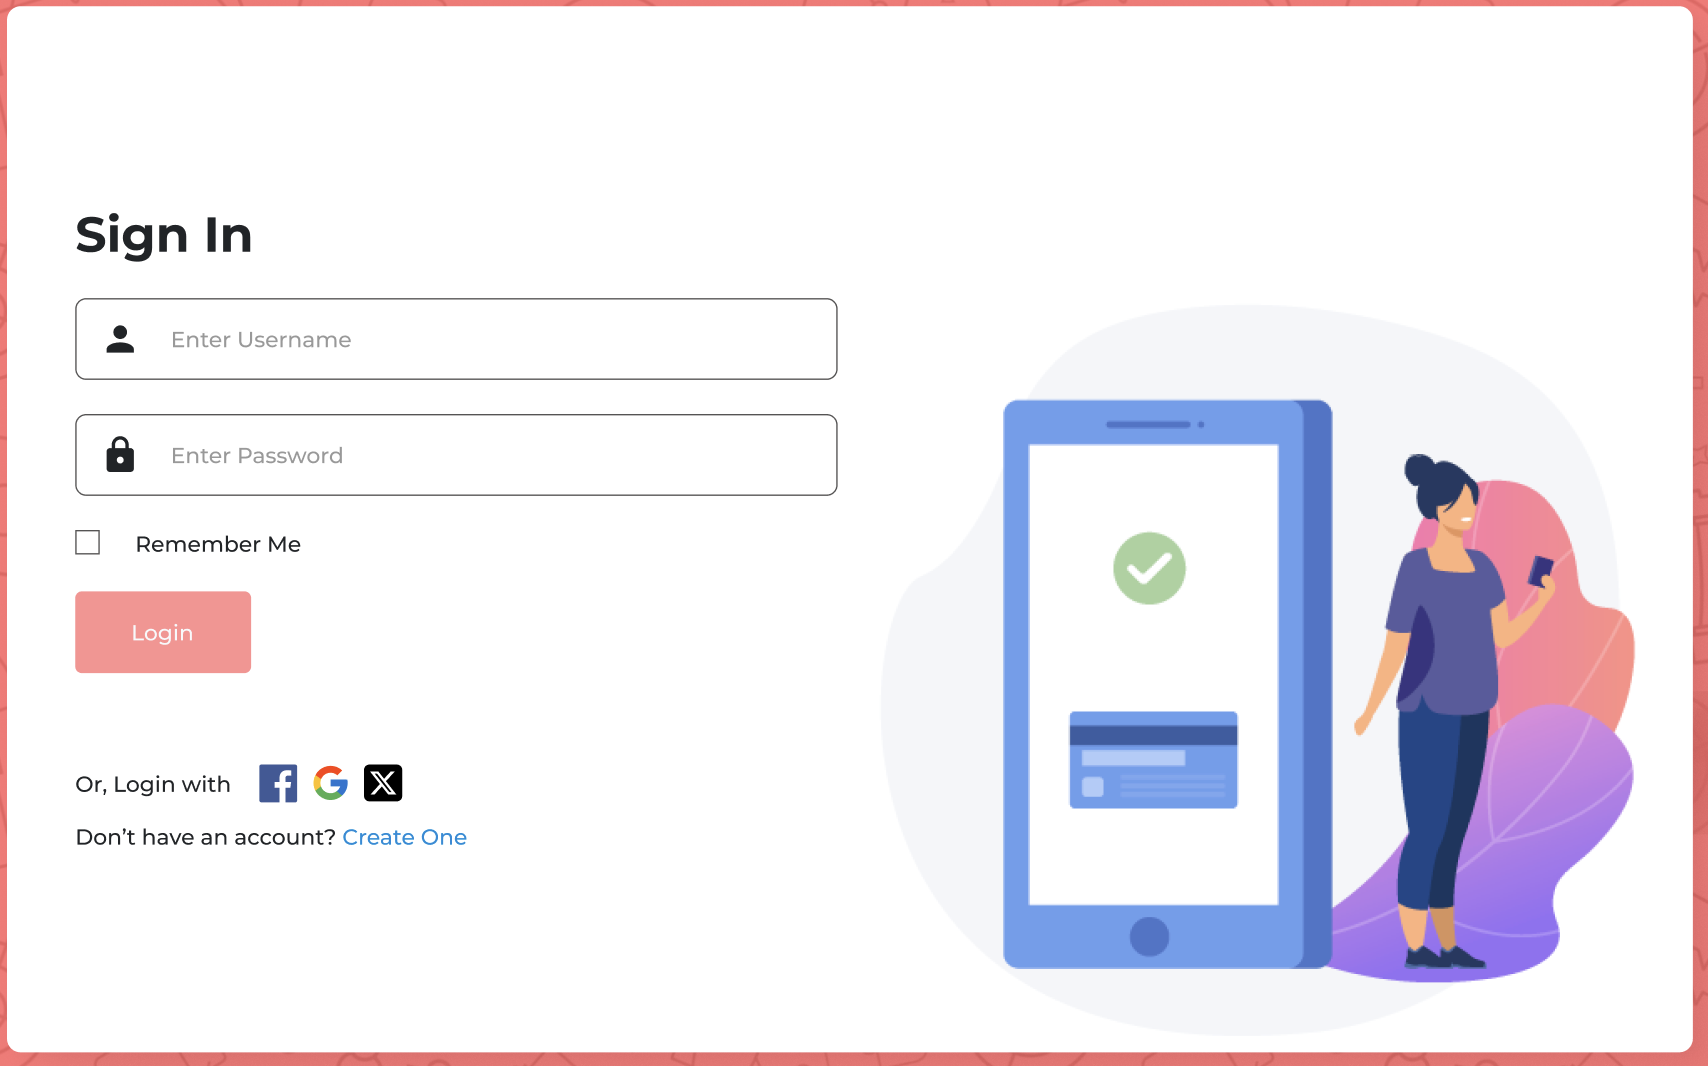 Sign In
Enter Username
Enter Password
Remember Me
Login
Or, Login with
Don’t have an account? Create One